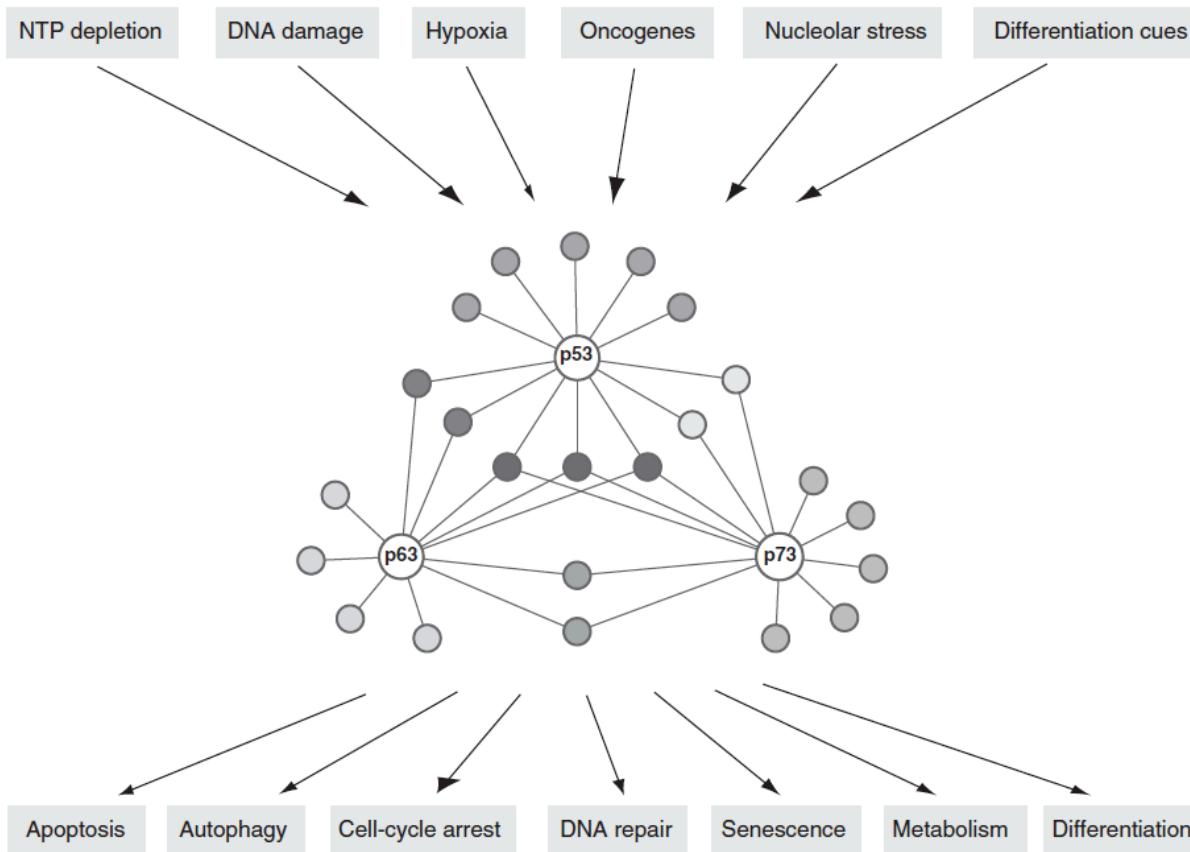 NTP depletion
DNA damage
Hypoxia
Oncogenes
Nucleolar stress
Differentiation cues
p53
p63
p73
Apoptosis
Autophagy
Cell-cycle arrest
DNA repair
Senescence
Metabolism
Differentiation